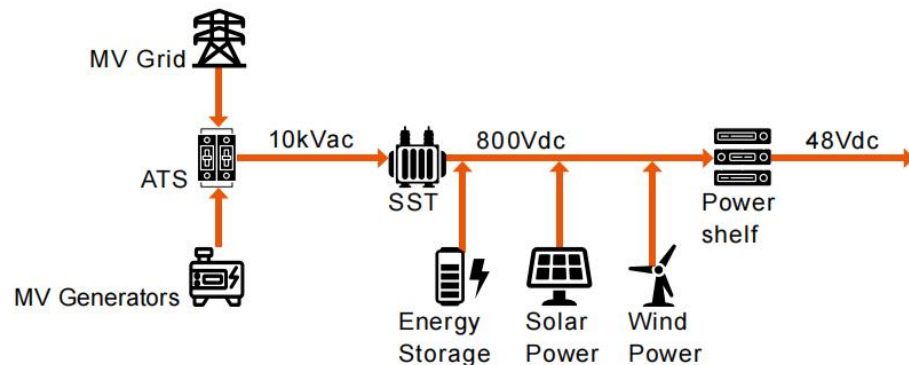 MV Grid
ATS
10kVac
SST
800Vdc
Power
shelf
48Vdc
MV Generators
Energy
Storage
Solar
Power
Wind
Power